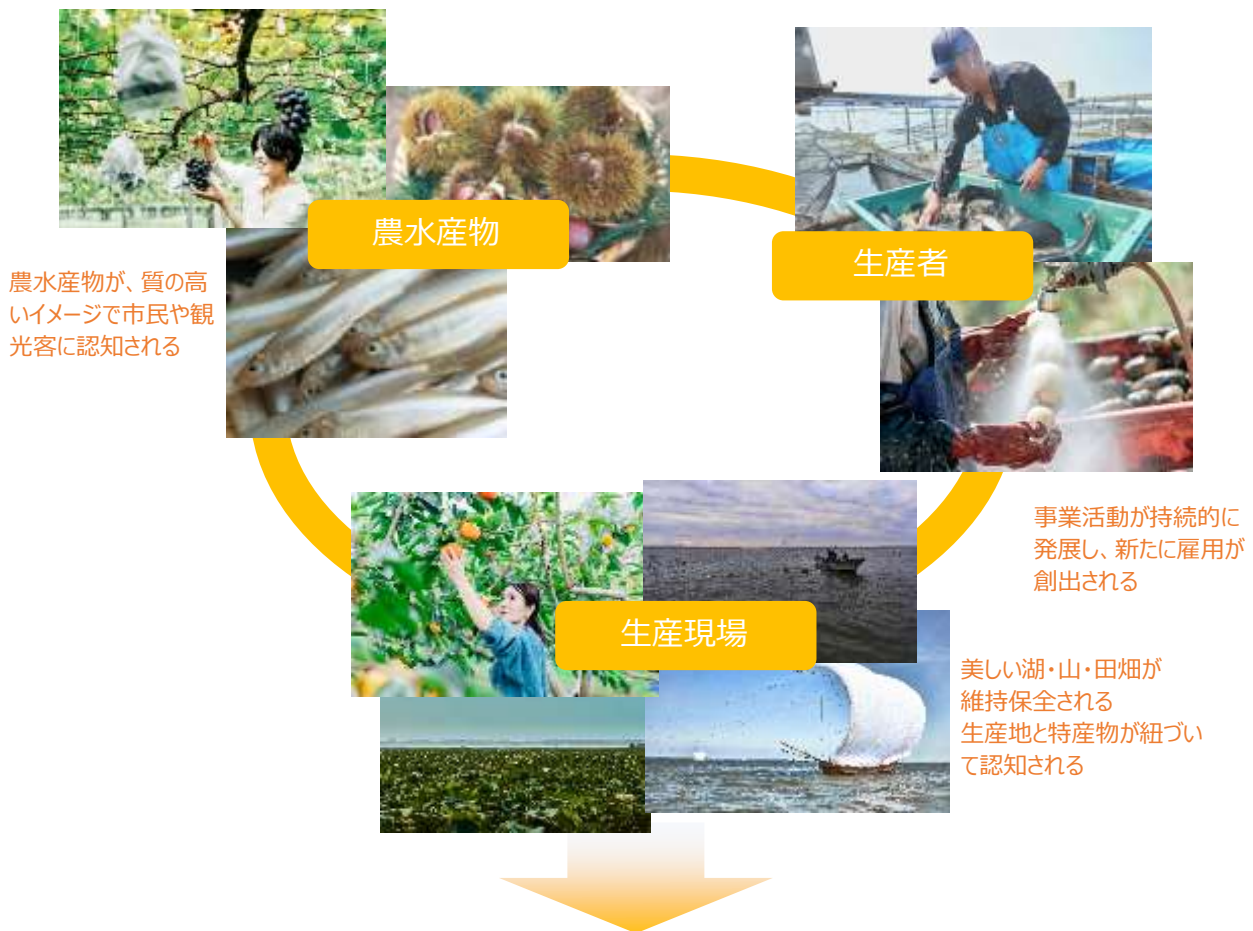 農水産物
生産者
農水産物が、質の高
いイメージで市民や観
光客に認知される
事業活動が持続的に
発展し、新たに雇用が
創出される
生産現場
美しい湖・山・田畑が
維持保全される
生産地と特産物が紐づい
て認知される